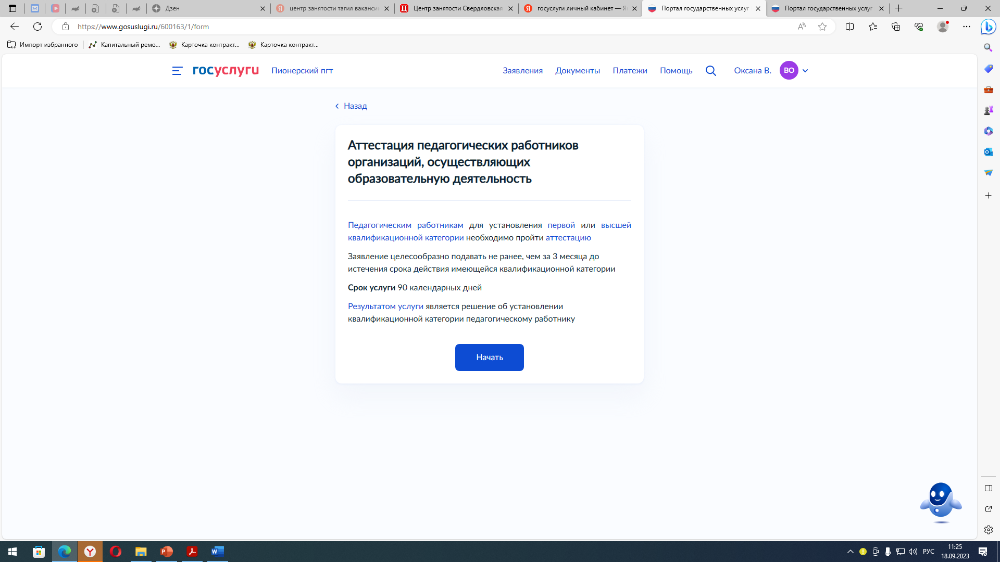 Дзен
центр занятости тагил ваканси
Центр занятости Свердловская
госуслуги личный кабинет — Я
Портал государственных услуг
Портал государственных услуг
https://www.gosuslugi.ru/600163/1/form
Импорт избранного
Капитальный ремо...
Карточка контракт...
Карточка контракт...
госуслуги
Пионерский пгт
Заявления
Документы
Платежи
Помощь
Оксана В.
ВО
Назад
Аттестация педагогических работников
организаций, осуществляющих
образовательную деятельность
Педагогическим работникам для установления первой или высшей
квалификационной категории необходимо пройти аттестацию
Заявление целесообразно подавать не ранее, чем за 3 месяца до
истечения срока действия имеющейся квалификационной категории
Срок услуги 90 календарных дней
Результатом услуги является решение об установлении
квалификационной категории педагогическому работнику
Начать
РУС
11:25
18.09.2023